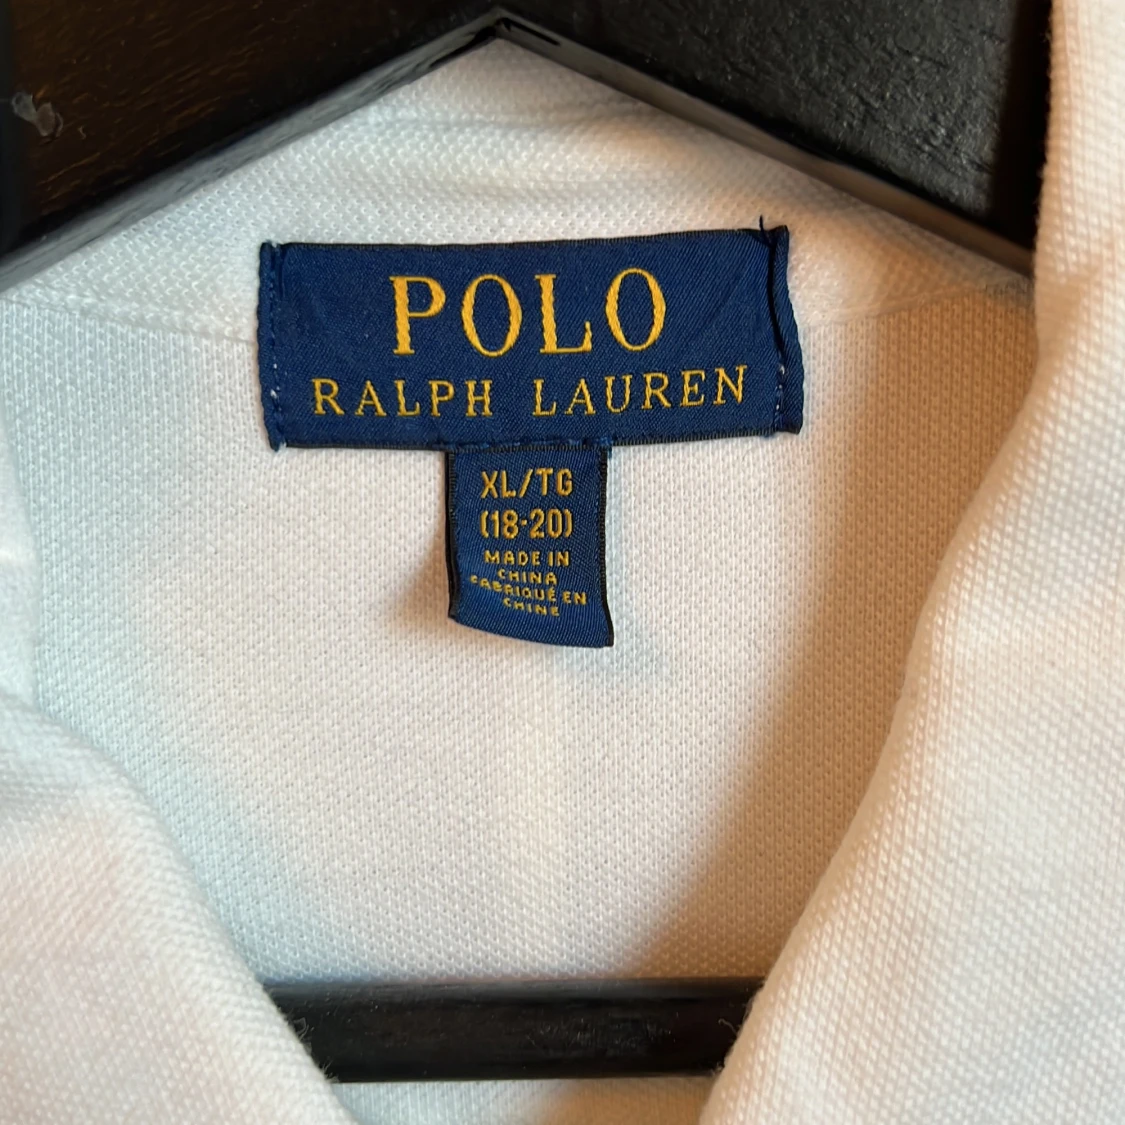 POLO
RALPH LAUREN
XL/TG
(18-20)
MADE IN
CHINA
FABRIQUÉ EN
CHINE